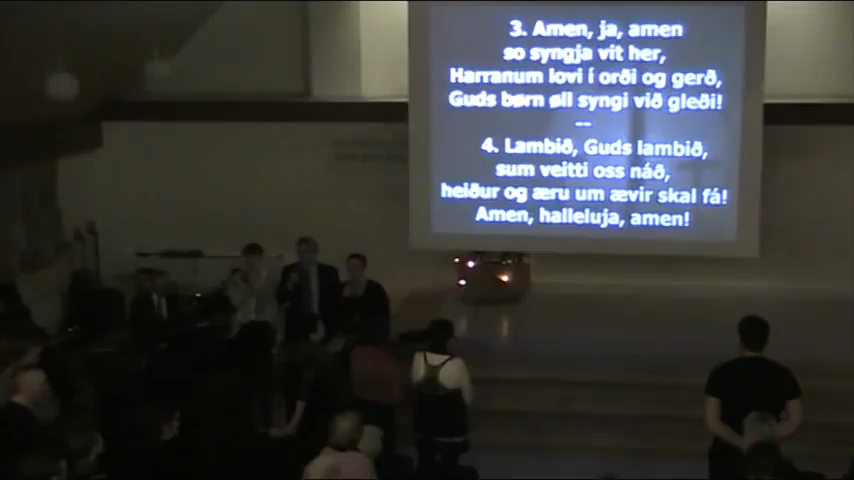 3. Amen, ja, amen
so syngja vit her,
Harranum lovi í orði og gerð,
Guds børn øll syngi við gleði!
--
4. Lambið, Guds lambið,
sum veitti oss náð,
heiður og æru um ævir skal fá!
Amen, halleluja, amen!